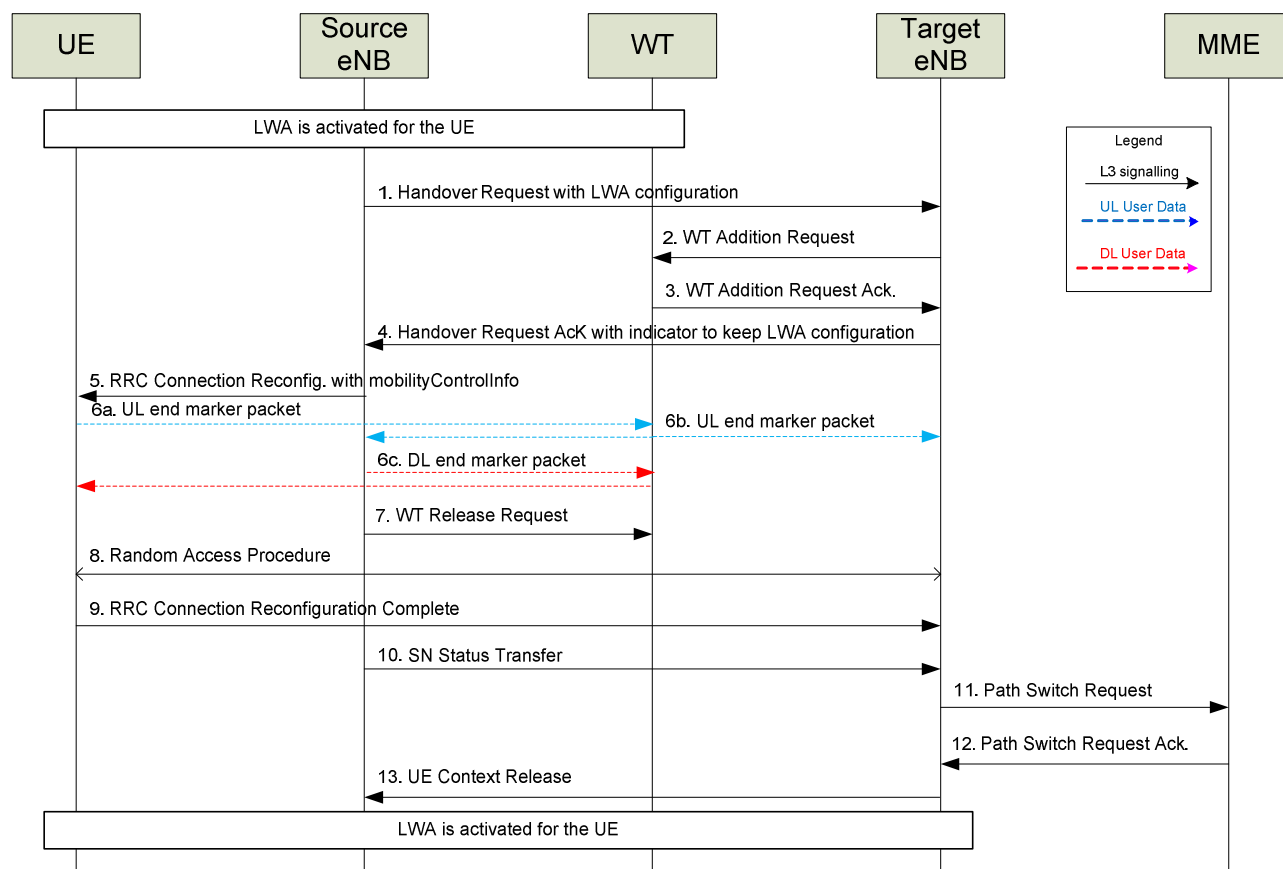 UE
Source
eNB
WT
Target
eNB
MME
LWA is activated for the UE
Legend
L3 signalling
UL User Data
DL User Data
1. Handover Request with LWA configuration
2. WT Addition Request
3. WT Addition Request Ack.
4. Handover Request AcK with indicator to keep LWA configuration
5. RRC Connection Reconfig. with mobilityControlInfo
6a. UL end marker packet
6b. UL end marker packet
6c. DL end marker packet
7. WT Release Request
8. Random Access Procedure
9. RRC Connection Reconfiguration Complete
10. SN Status Transfer
11. Path Switch Request
12. Path Switch Request Ack.
13. UE Context Release
LWA is activated for the UE